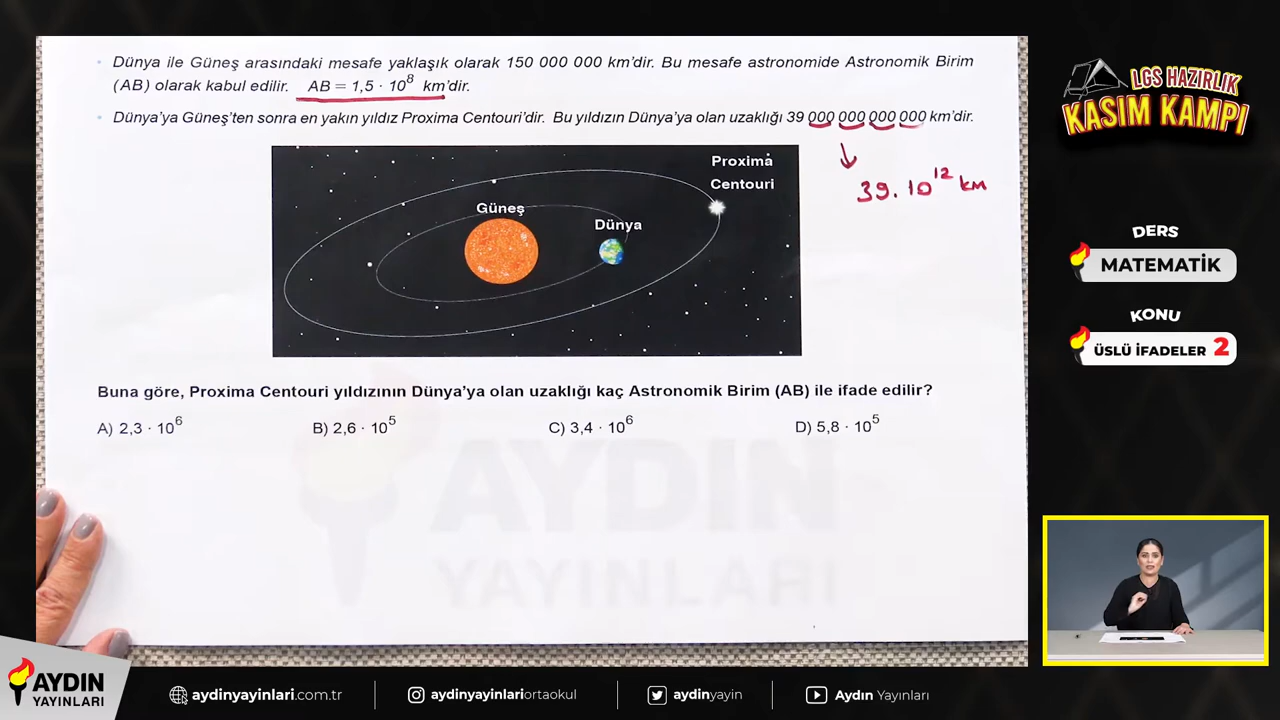 Dünya ile Güneş arasındaki mesafe yaklaşık olarak 150 000 000 km'dir. Bu mesafe astronomide Astronomik Birim
(AB) olarak kabul edilir. AB = 1,5 · 10⁸ km'dir.
Dünya'ya Güneş'ten sonra en yakın yıldız Proxima Centouri'dir. Bu yıldızın Dünya'ya olan uzaklığı 39 000 000 000 000 km'dir.
39.10¹² km
Proxima
Centouri
Güneş
Dünya
Buna göre, Proxima Centouri yıldızının Dünya'ya olan uzaklığı kaç Astronomik Birim (AB) ile ifade edilir?
A) 2,3 · 10⁶ B) 2,6 · 10⁵ C) 3,4 · 10⁶ D) 5,8 · 10⁵
AYDIN
YAYINLARI
LGS HAZIRLIK
KASIM KAMPI
DERS
MATEMATİK
KONU
ÜSLÜ İFADELER 2
AYDIN
YAYINLARI
aydinyayinlari.com.tr
aydinyayinlariortaokul
aydinyayin
Aydın Yayınları